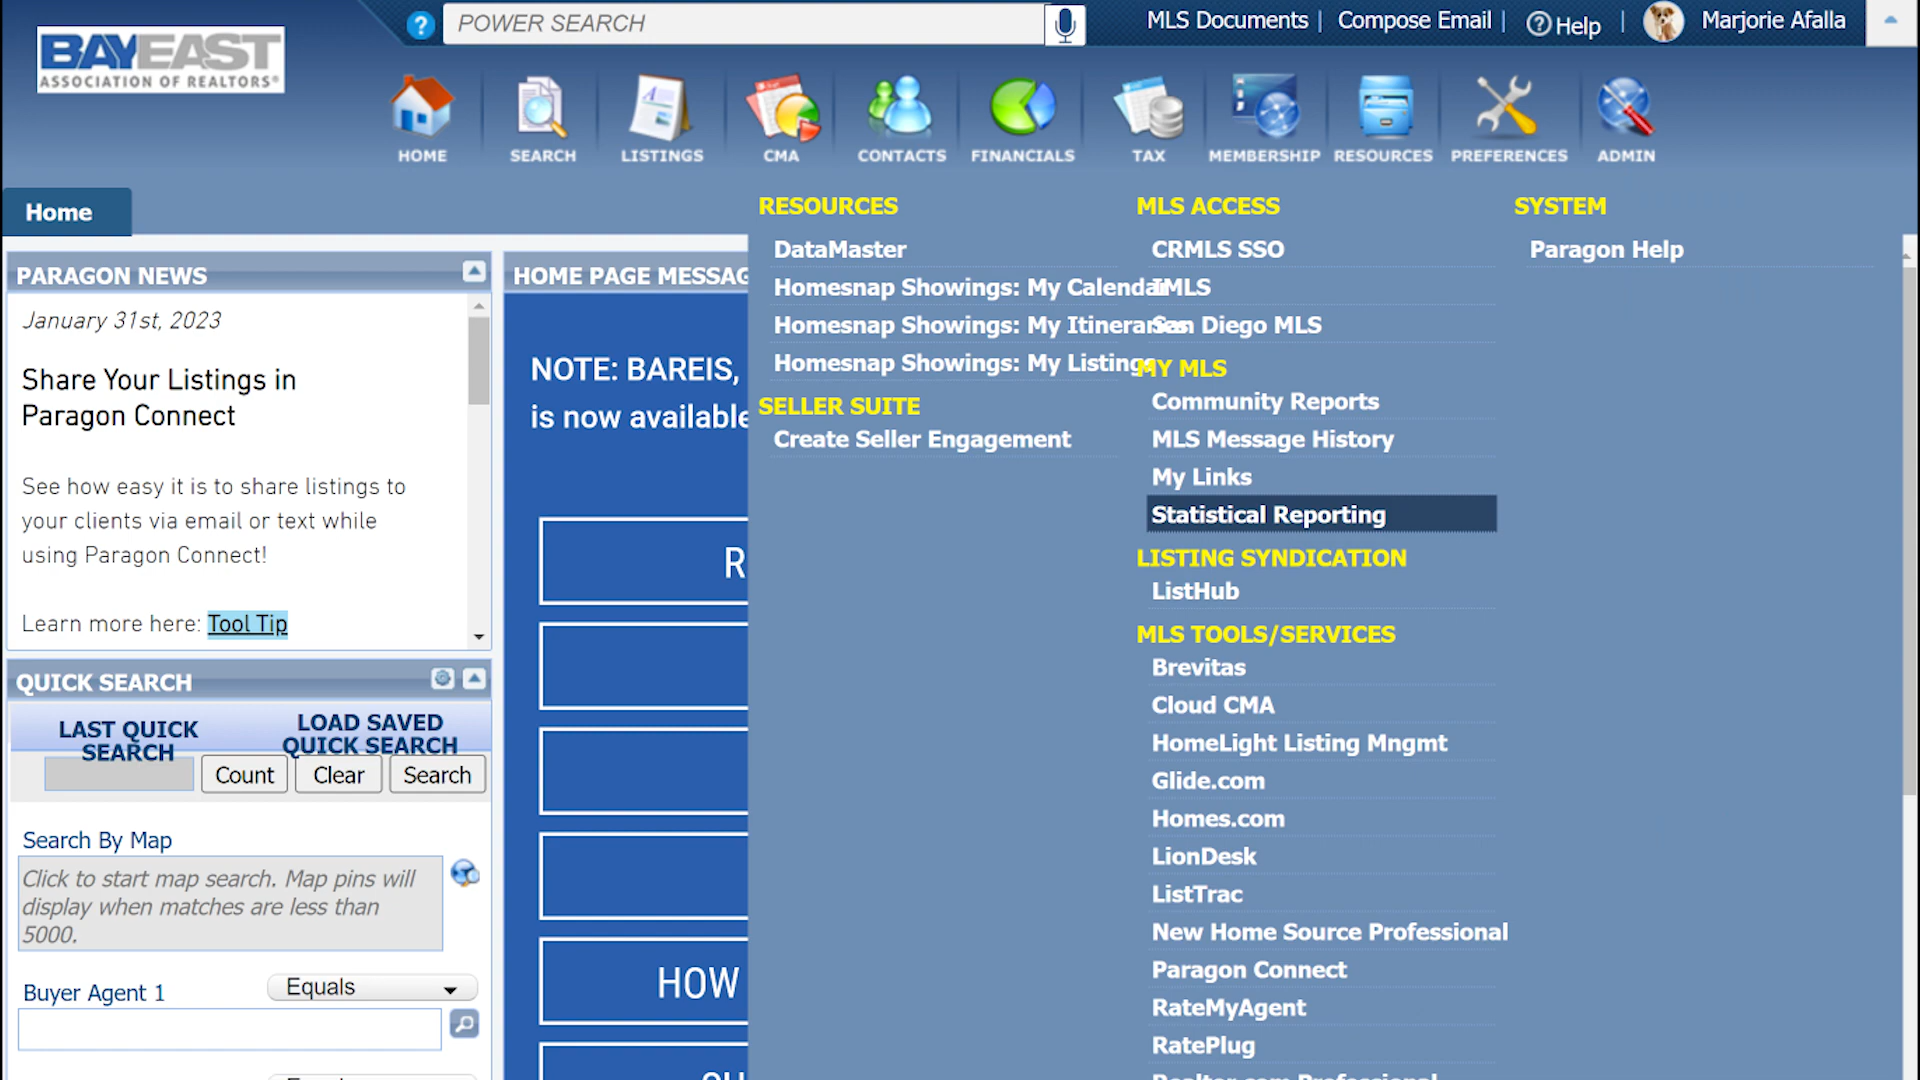 BAYEAST
ASSOCIATION OF REALTORS®
?
POWER SEARCH
MLS Documents |
Compose Email |
Help |
Marjorie Afalla
HOME
SEARCH
LISTINGS
CMA
CONTACTS
FINANCIALS
TAX
MEMBERSHIP
RESOURCES
PREFERENCES
ADMIN
Home
PARAGON NEWS
January 31st, 2023
Share Your Listings in
Paragon Connect
See how easy it is to share listings to
your clients via email or text while
using Paragon Connect!
Learn more here: Tool Tip
QUICK SEARCH
LAST QUICK
SEARCH
LOAD SAVED
QUICK SEARCH
Count
Clear
Search
Search By Map
Click to start map search. Map pins will
display when matches are less than
5000.
Buyer Agent 1
Equals
HOME PAGE MESSAG
NOTE: BAREIS,
is now available
R
HOW
RESOURCES
DataMaster
Homesnap Showings: My Calendar
Homesnap Showings: My Itineraries
Homesnap Showings: My Listings
SELLER SUITE
Create Seller Engagement
MLS ACCESS
CRMLS SSO
IMLS
San Diego MLS
MY MLS
Community Reports
MLS Message History
My Links
Statistical Reporting
LISTING SYNDICATION
ListHub
MLS TOOLS/SERVICES
Brevitas
Cloud CMA
HomeLight Listing Mngmt
Glide.com
Homes.com
LionDesk
ListTrac
New Home Source Professional
Paragon Connect
RateMyAgent
RatePlug
Realtor.com Professional
SYSTEM
Paragon Help